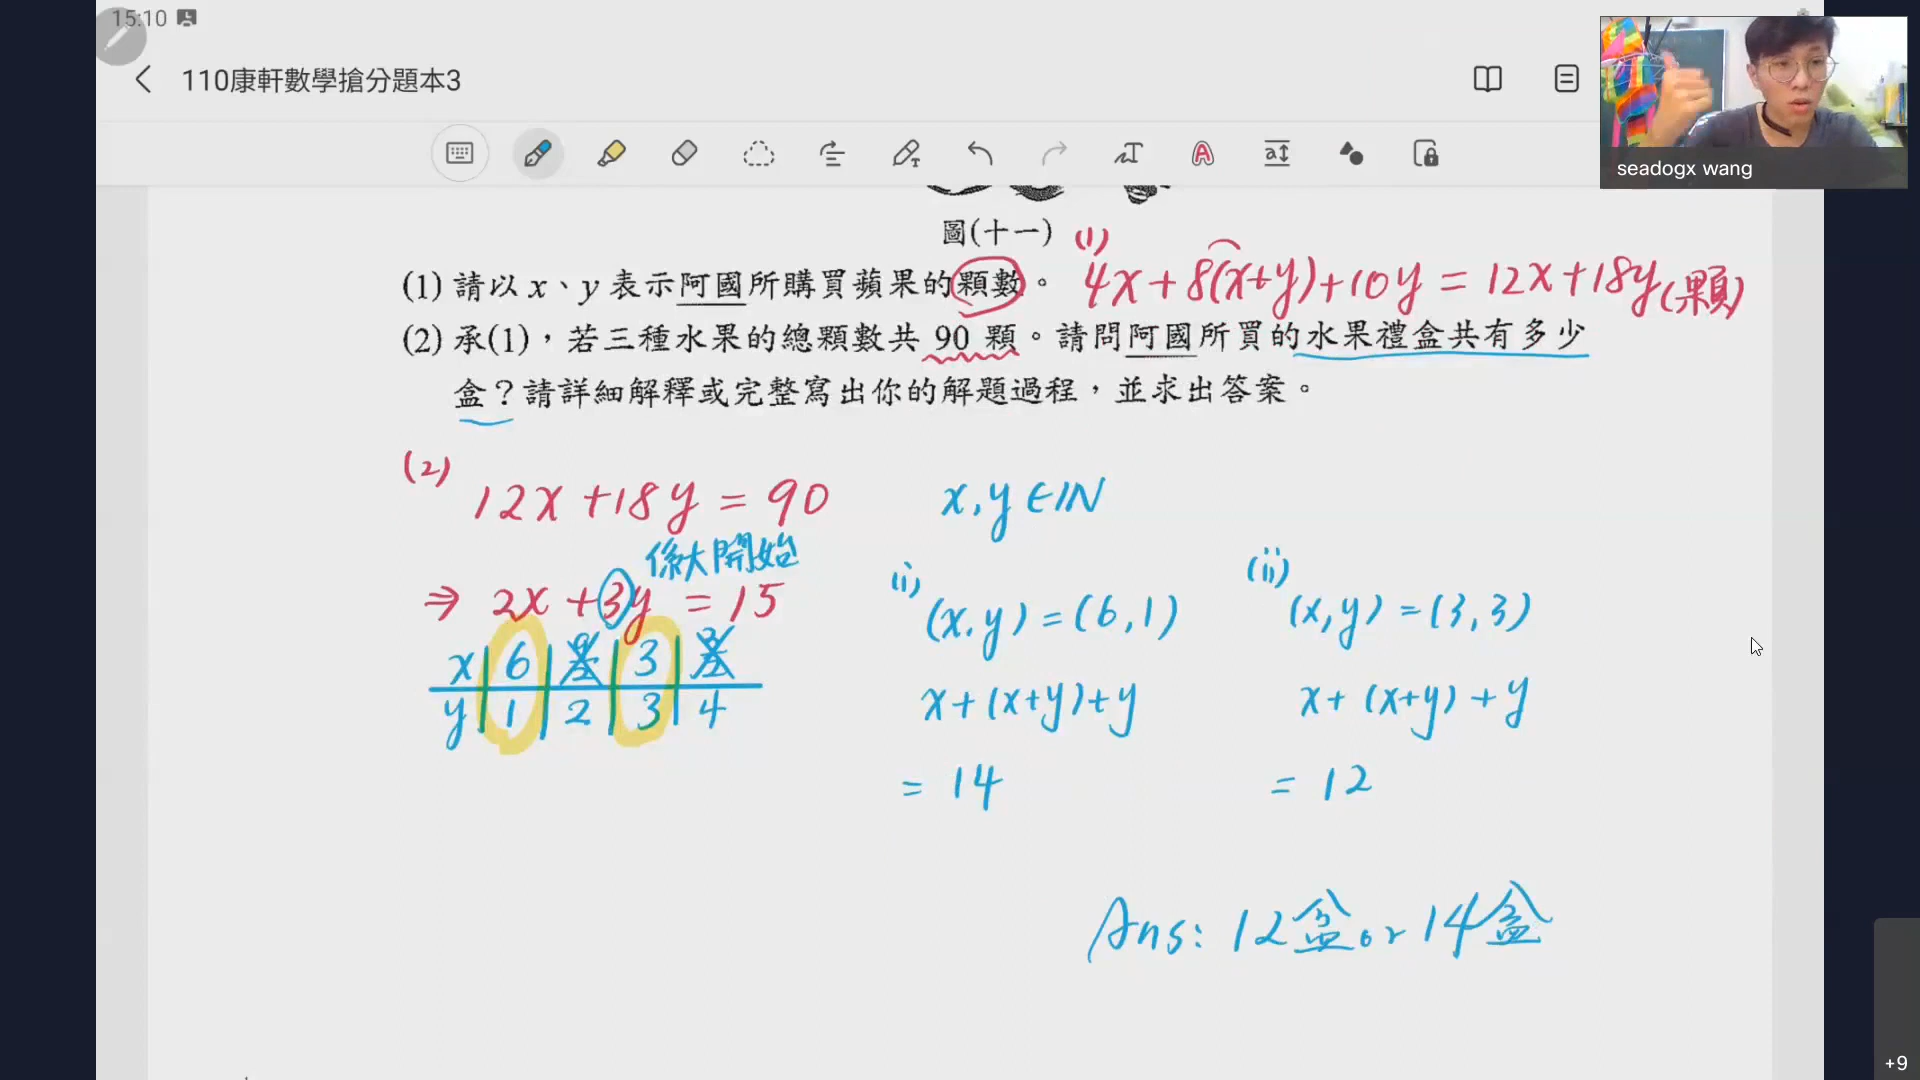 15:10
110康軒數學搶分題本3
seadogx wang
圖(十一)
(1) 請以 x、y 表示阿國所購買蘋果的顆數。
(1)
4x+8(x+y)+10y=12x+18y(顆)
(2) 承(1)，若三種水果的總顆數共 90 顆。請問阿國所買的水果禮盒共有多少
盒？請詳細解釋或完整寫出你的解題過程，並求出答案。
(2)
12x+18y=90
x,y∈IN
係大開始
⇒ 2x+3y=15
x 6 3
y 1 2 3 4
(i)
(x,y)=(6,1)
x+(x+y)+y
= 14
(ii)
(x,y)=(3,3)
x+(x+y)+y
= 12
Ans: 12盒or 14盒
+9